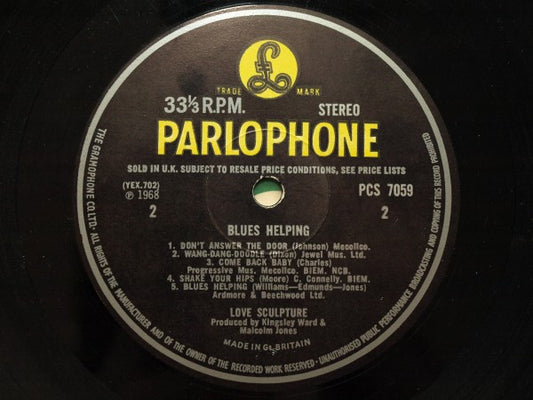 TRADE MARK
33⅓ R.P.M. STEREO
PARLOPHONE
SOLD IN U.K. SUBJECT TO RESALE PRICE CONDITIONS, SEE PRICE LISTS
(YEX.702) PCS 7059
℗ 1968
2 2
BLUES HELPING
1. DON'T ANSWER THE DOOR (Johnson) Mecolico.
2. WANG-DANG-DOODLE (Dixon) Jewel Mus. Ltd.
3. COME BACK BABY (Charles)
Progressive Mus. Mecolico. BIEM. NCB.
4. SHAKE YOUR HIPS (Moore) C. Connelly. BIEM.
5. BLUES HELPING (Williams—Edmunds—Jones)
Ardmore & Beechwood Ltd.
LOVE SCULPTURE
Produced by Kingsley Ward &
Malcolm Jones
MADE IN GT. BRITAIN
THE GRAMOPHONE CO. LTD. · ALL RIGHTS OF THE MANUFACTURER AND OF THE OWNER OF THE RECORDED WORK RESERVED · UNAUTHORISED PUBLIC PERFORMANCE BROADCASTING AND COPYING OF THIS RECORD PROHIBITED